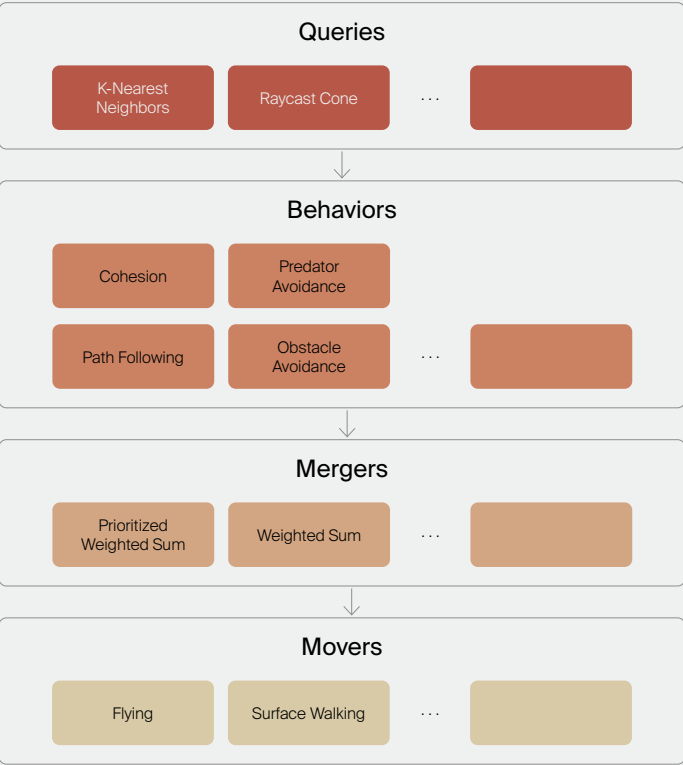 Queries
K-Nearest
Neighbors
Raycast Cone
...
Behaviors
Cohesion
Predator
Avoidance
Path Following
Obstacle
Avoidance
...
Mergers
Prioritized
Weighted Sum
Weighted Sum
...
Movers
Flying
Surface Walking
...